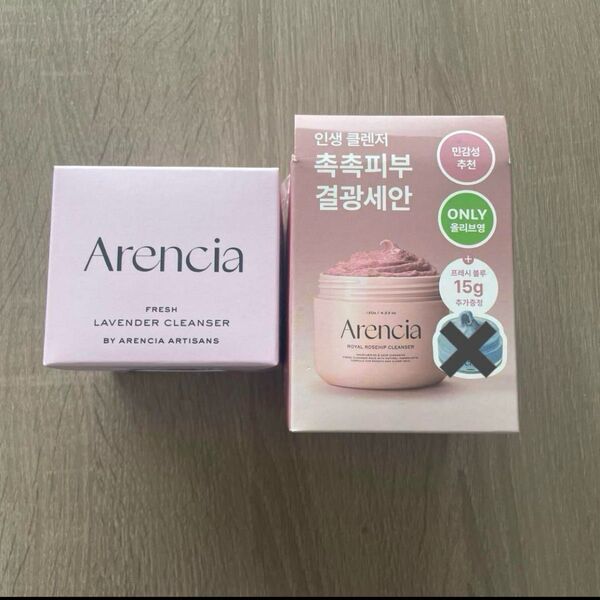 Arencia
FRESH
LAVENDER CLEANSER
BY ARENCIA ARTISANS
인생 클렌저
촉촉피부
결광세안
민감성
추천
ONLY
올리브영
+
프레시 블루
15g
추가증정
Arencia
ROYAL ROSEHIP CLEANSER